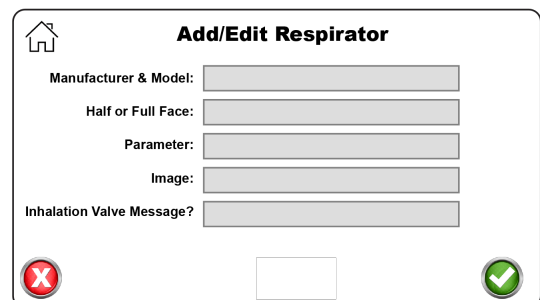 Add/Edit Respirator
Manufacturer & Model:
Half or Full Face:
Parameter:
Image:
Inhalation Valve Message?